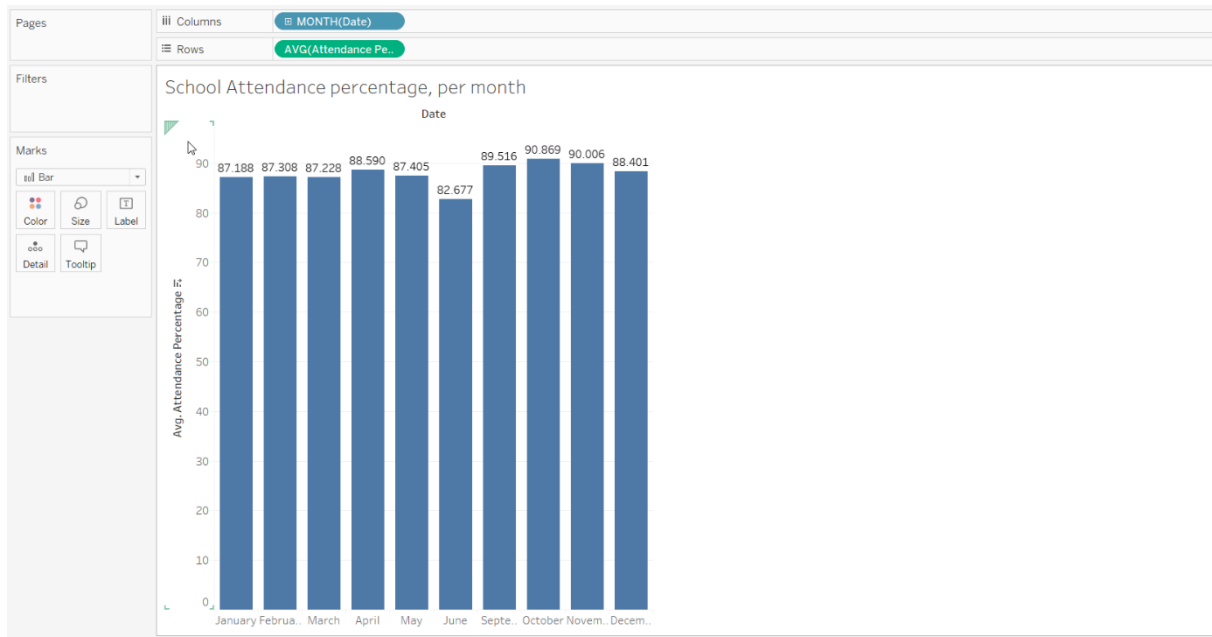 Pages
Columns
MONTH(Date)
Rows
AVG(Attendance Pe..
Filters
Marks
Bar
Color Size Label
Detail Tooltip
School Attendance percentage, per month
Date
Avg. Attendance Percentage
90
80
70
60
50
40
30
20
10
0
87.188 87.308 87.228 88.590 87.405 82.677 89.516 90.869 90.006 88.401
January Februa.. March April May June Septe.. October Novem.. Decem..